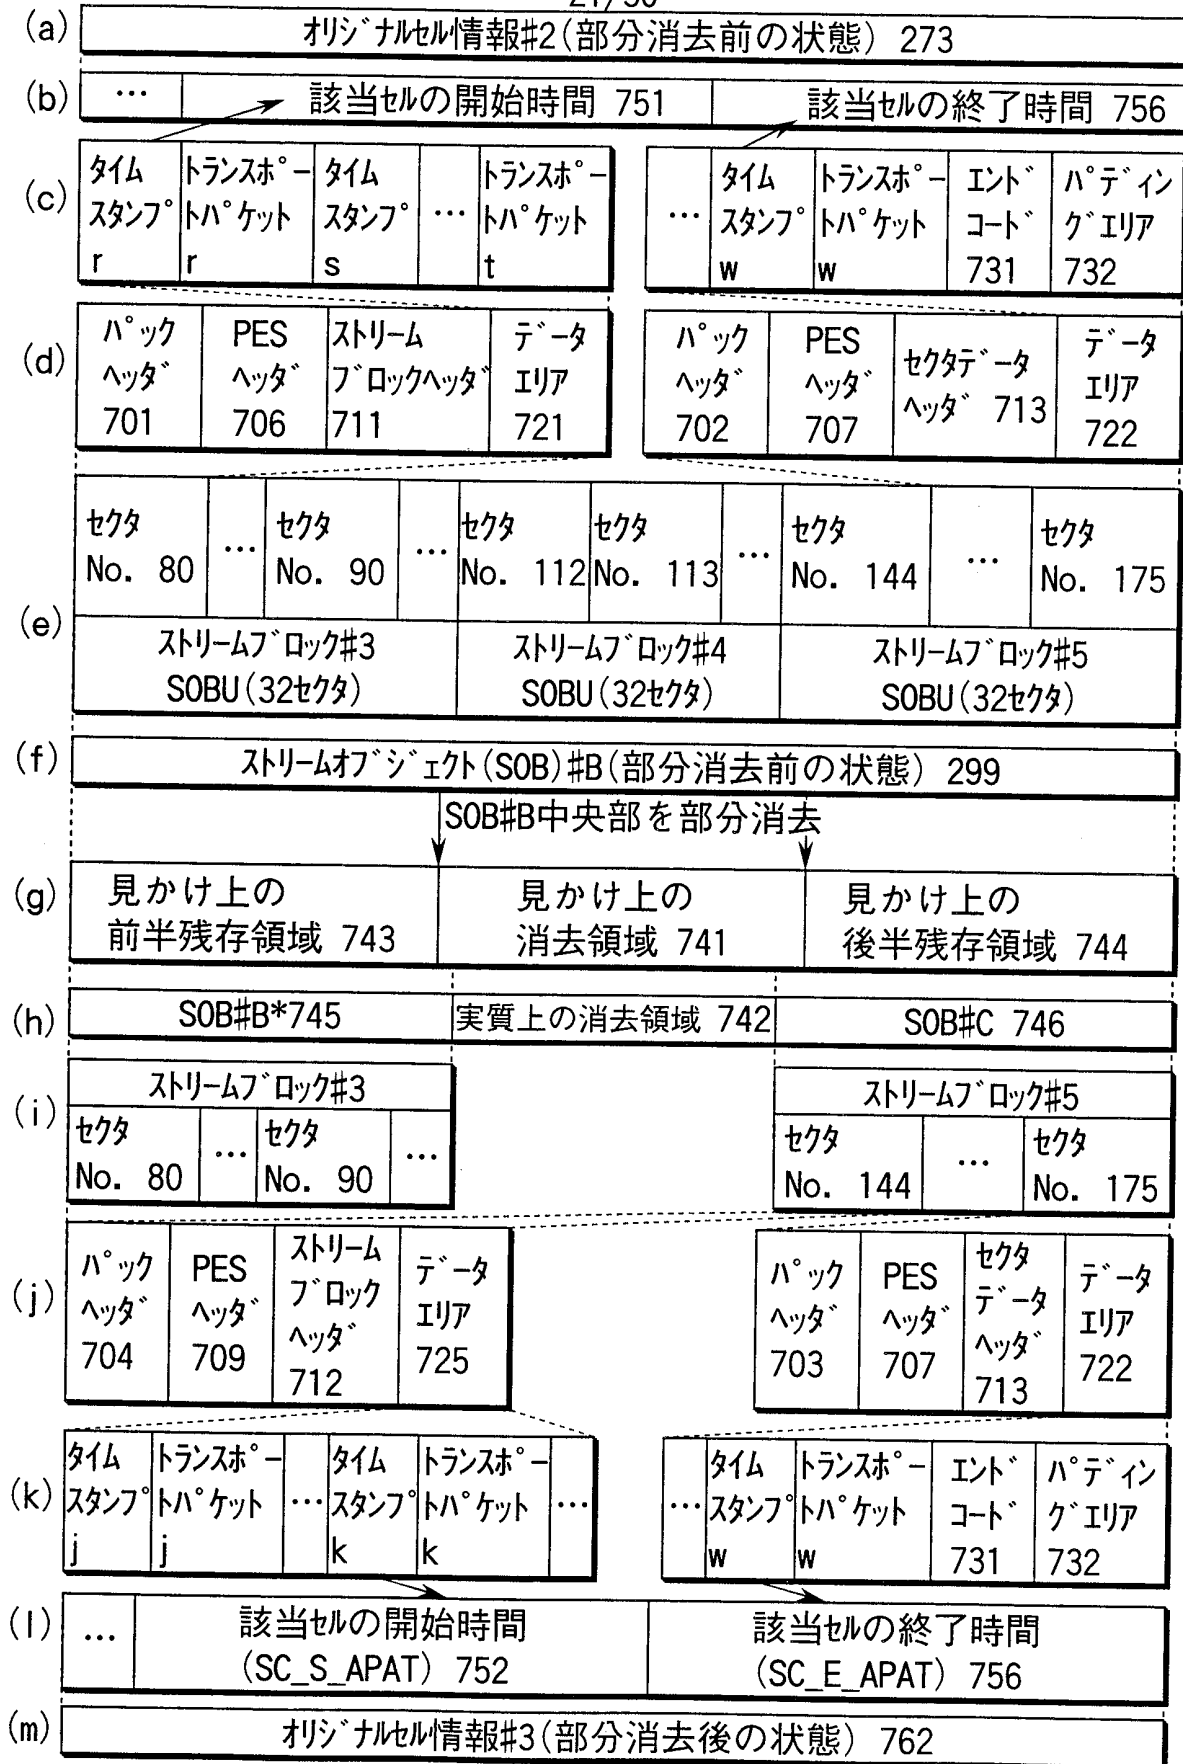 (a) オリジナルセル情報#2(部分消去前の状態) 273
(b) … 該当セルの開始時間 751 該当セルの終了時間 756
(c)
タイム
スタンプ
r
トランスポー
トパケット
r
タイム
スタンプ
s
…
トランスポー
トパケット
t
…
タイム
スタンプ
w
トランスポー
トパケット
w
エンド
コード
731
パディン
グエリア
732
(d)
パック
ヘッダ
701
PES
ヘッダ
706
ストリーム
ブロックヘッダ
711
データ
エリア
721
パック
ヘッダ
702
PES
ヘッダ
707
セクタデータ
ヘッダ 713
データ
エリア
722
(e)
セクタ
No. 80
…
セクタ
No. 90
…
セクタ
No. 112
セクタ
No. 113
…
セクタ
No. 144
…
セクタ
No. 175
ストリームブロック#3
SOBU(32セクタ)
ストリームブロック#4
SOBU(32セクタ)
ストリームブロック#5
SOBU(32セクタ)
(f) ストリームオブジェクト(SOB)#B(部分消去前の状態) 299
SOB#B中央部を部分消去
(g)
見かけ上の
前半残存領域 743
見かけ上の
消去領域 741
見かけ上の
後半残存領域 744
(h) SOB#B*745 実質上の消去領域 742 SOB#C 746
(i)
ストリームブロック#3
セクタ
No. 80
…
セクタ
No. 90
…
ストリームブロック#5
セクタ
No. 144
…
セクタ
No. 175
(j)
パック
ヘッダ
704
PES
ヘッダ
709
ストリーム
ブロック
ヘッダ
712
データ
エリア
725
パック
ヘッダ
703
PES
ヘッダ
707
セクタ
データ
ヘッダ
713
データ
エリア
722
(k)
タイム
スタンプ
j
トランスポー
トパケット
j
…
タイム
スタンプ
k
トランスポー
トパケット
k
…
…
タイム
スタンプ
w
トランスポー
トパケット
w
エンド
コード
731
パディン
グエリア
732
(l)
…
該当セルの開始時間
(SC_S_APAT) 752
該当セルの終了時間
(SC_E_APAT) 756
(m) オリジナルセル情報#3(部分消去後の状態) 762